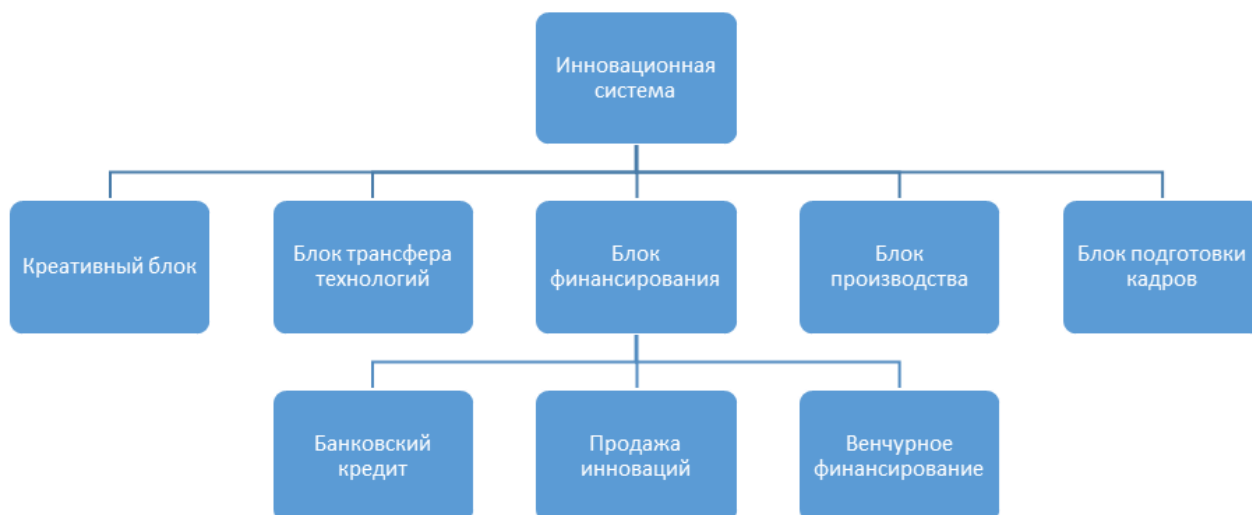 Инновационная
система
Креативный блок
Блок трансфера
технологий
Блок
финансирования
Блок
производства
Блок подготовки
кадров
Банковский
кредит
Продажа
инноваций
Венчурное
финансирование